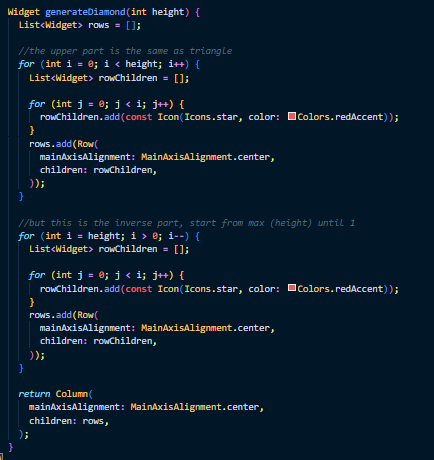 Widget generateDiamond(int height) {
  List<Widget> rows = [];

  //the upper part is the same as triangle
  for (int i = 0; i < height; i++) {
    List<Widget> rowChildren = [];

    for (int j = 0; j < i; j++) {
      rowChildren.add(const Icon(Icons.star, color: Colors.redAccent));
    }
    rows.add(Row(
      mainAxisAlignment: MainAxisAlignment.center,
      children: rowChildren,
    ));
  }

  //but this is the inverse part, start from max (height) until 1
  for (int i = height; i > 0; i--) {
    List<Widget> rowChildren = [];

    for (int j = 0; j < i; j++) {
      rowChildren.add(const Icon(Icons.star, color: Colors.redAccent));
    }
    rows.add(Row(
      mainAxisAlignment: MainAxisAlignment.center,
      children: rowChildren,
    ));
  }

  return Column(
    mainAxisAlignment: MainAxisAlignment.center,
    children: rows,
  );
}